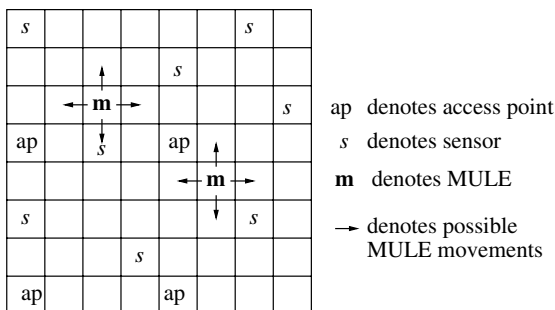 s s
s
m
s
ap s ap
m
s s
s
ap ap
ap denotes access point
s denotes sensor
m denotes MULE
→ denotes possible
MULE movements